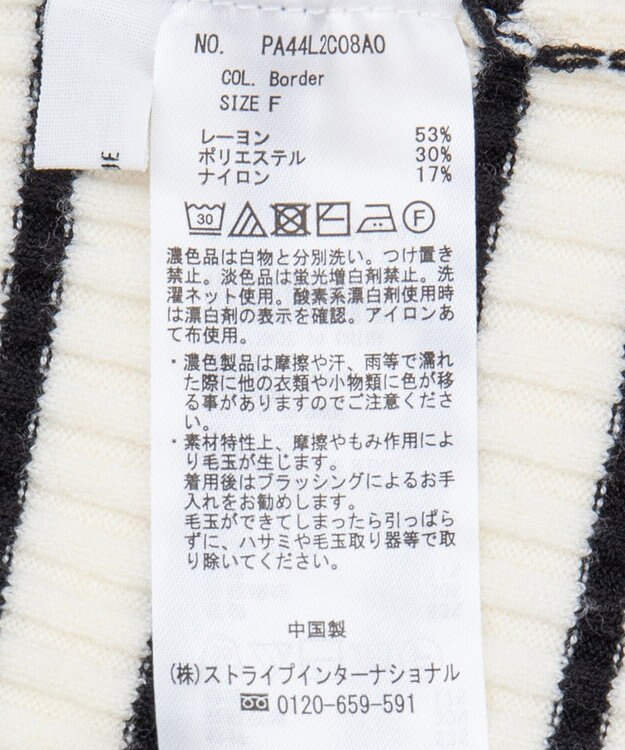 NO. PA44L2C08A0
COL. Border
SIZE F
レーヨン 53%
ポリエステル 30%
ナイロン 17%
30 F
濃色品は白物と分別洗い。つけ置き
禁止。淡色品は蛍光増白剤禁止。洗
濯ネット使用。酸素系漂白剤使用時
は漂白剤の表示を確認。アイロンあ
て布使用。
・濃色製品は摩擦や汗、雨等で濡れ
た際に他の衣類や小物類に色が移
る事がありますのでご注意くださ
い。
・素材特性上、摩擦やもみ作用によ
り毛玉が生じます。
着用後はブラッシングによるお手
入れをお勧めします。
毛玉ができてしまったら引っぱら
ずに、ハサミや毛玉取り器等で取
り除いてください。
中国製
(株)ストライプインターナショナル
0120-659-591